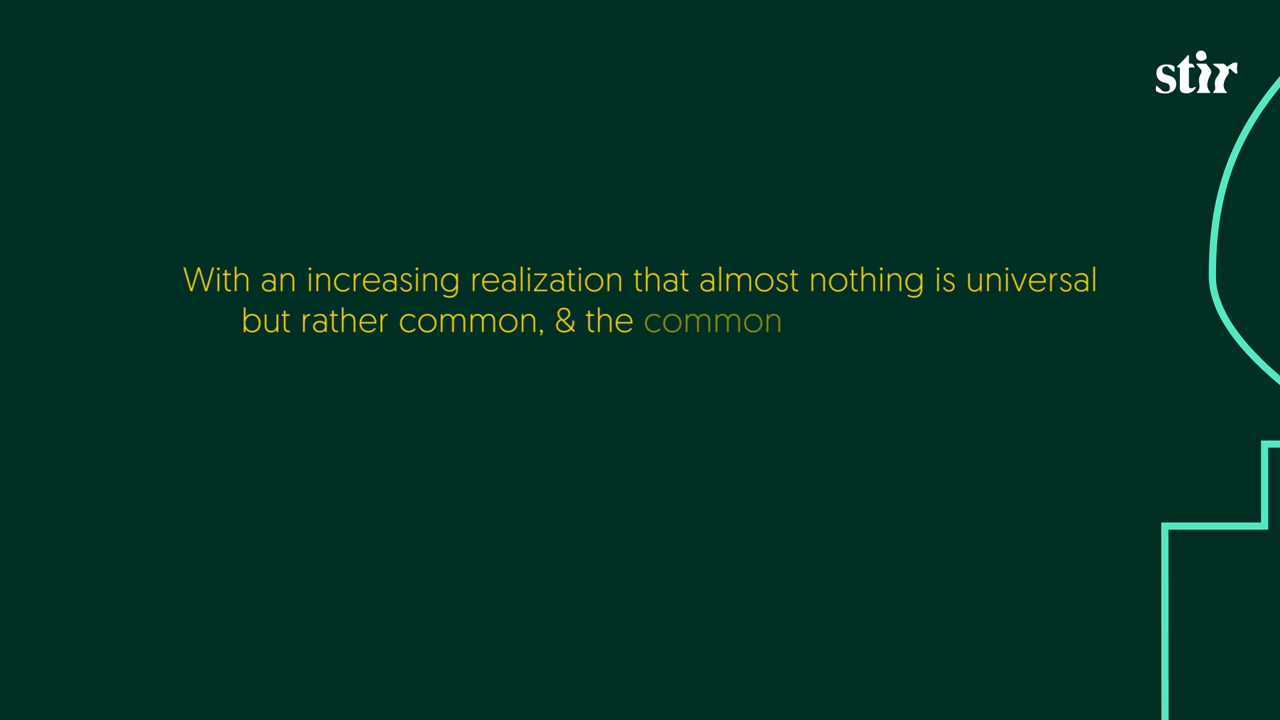 stir
With an increasing realization that almost nothing is universal
but rather common, & the common